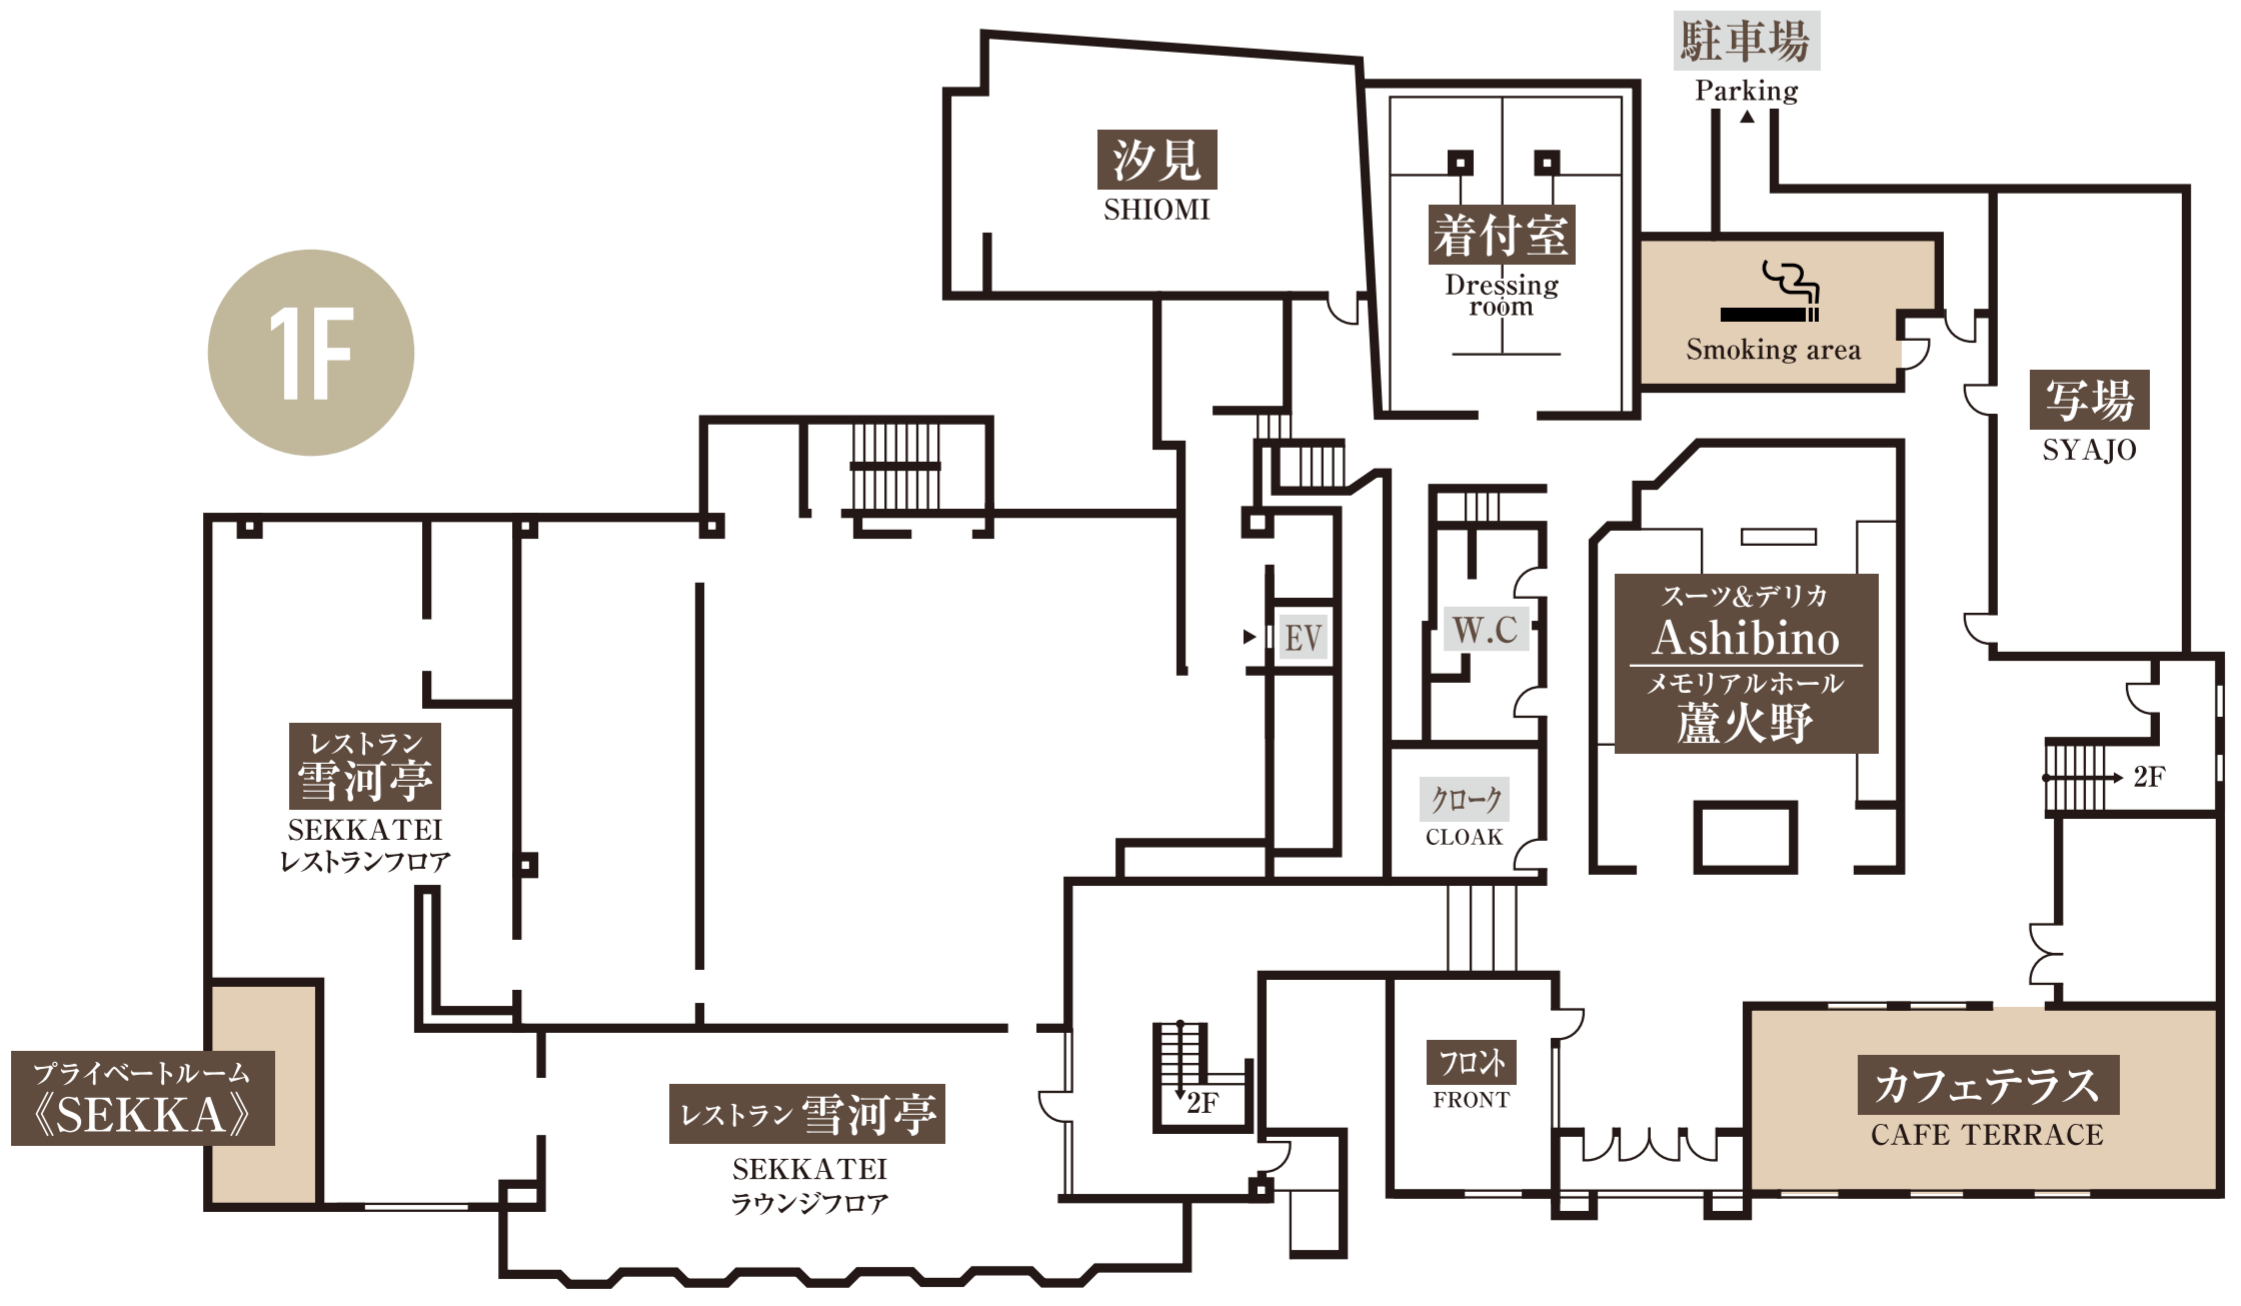 駐車場
Parking
汐見
SHIOMI
着付室
Dressing
room
Smoking area
1F
写場
SYAJO
スーツ&デリカ
Ashibino
メモリアルホール
蘆火野
EV
W.C
レストラン
雪河亭
SEKKATEI
レストランフロア
クローク
CLOAK
2F
プライベートルーム
《SEKKA》
レストラン 雪河亭
SEKKATEI
ラウンジフロア
2F
フロント
FRONT
カフェテラス
CAFE TERRACE